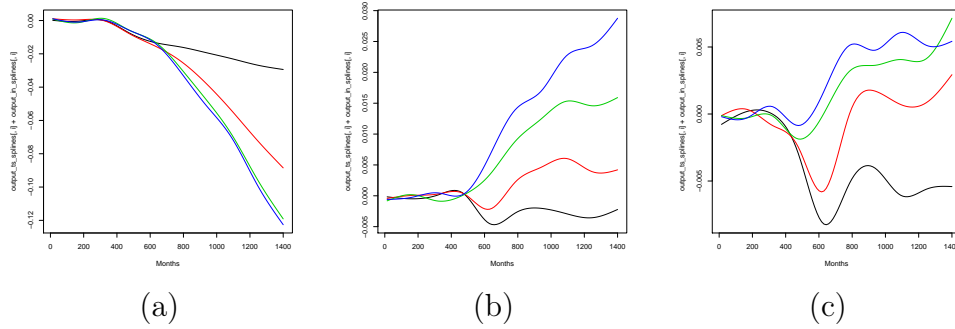 output_ts_splines[, i] + output_in_splines[, i]
0.00
-0.02
-0.04
-0.06
-0.08
-0.10
-0.12
0 200 400 600 800 1000 1200 1400
Months
(a)
output_ts_splines[, i] + output_in_splines[, i]
0.030
0.025
0.020
0.015
0.010
0.005
0.000
-0.005
0 200 400 600 800 1000 1200 1400
Months
(b)
output_ts_splines[, i] + output_in_splines[, i]
0.005
0.000
-0.005
0 200 400 600 800 1000 1200 1400
Months
(c)